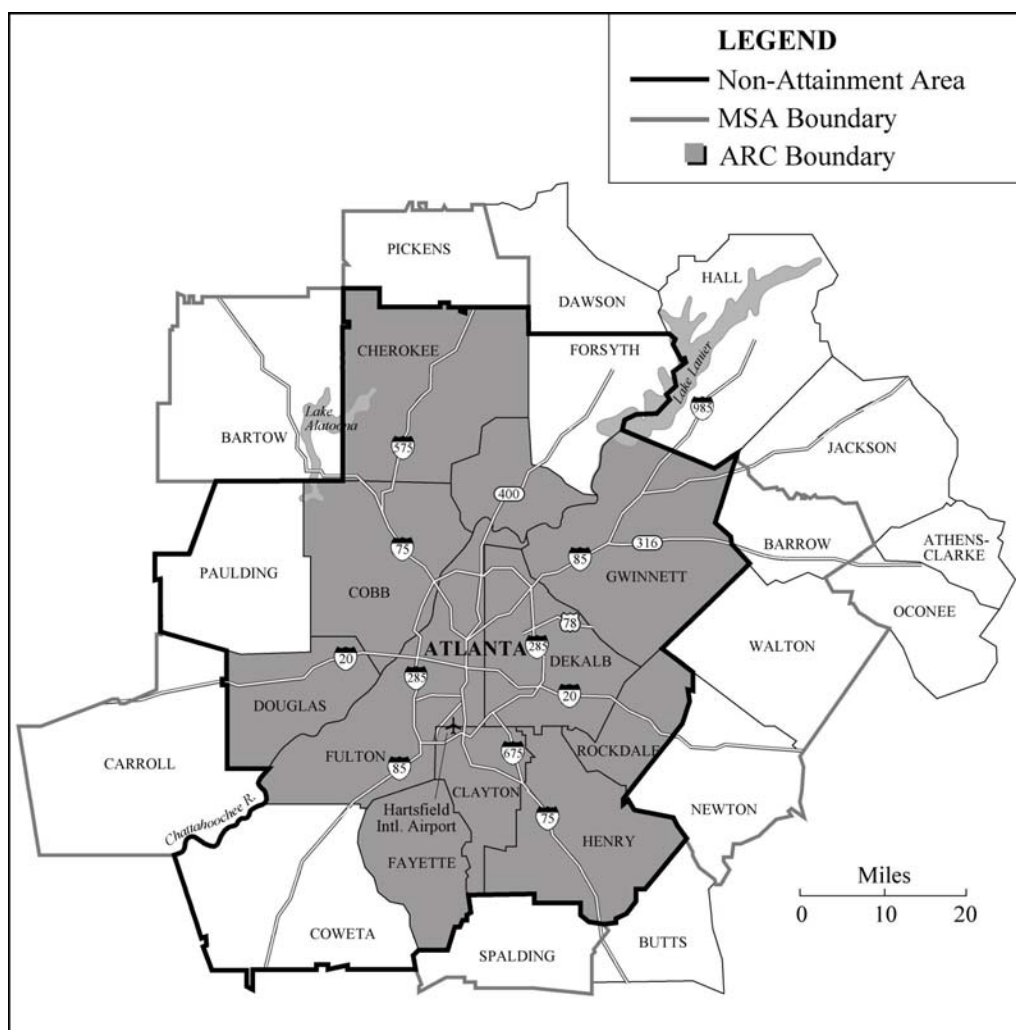 LEGEND
Non-Attainment Area
MSA Boundary
ARC Boundary
PICKENS
HALL
DAWSON
CHEROKEE
FORSYTH
Lake Lanier
985
Lake
Alatoona
BARTOW
575
JACKSON
400
75
85
316
BARROW
ATHENS-
CLARKE
PAULDING
GWINNETT
COBB
OCONEE
78
ATLANTA
285
WALTON
20
DEKALB
285
20
DOUGLAS
FULTON
ROCKDALE
CARROLL
85
675
CLAYTON
Chattahoochee R.
Hartsfield
Intl. Airport
75
NEWTON
HENRY
FAYETTE
Miles
0 10 20
COWETA
SPALDING
BUTTS